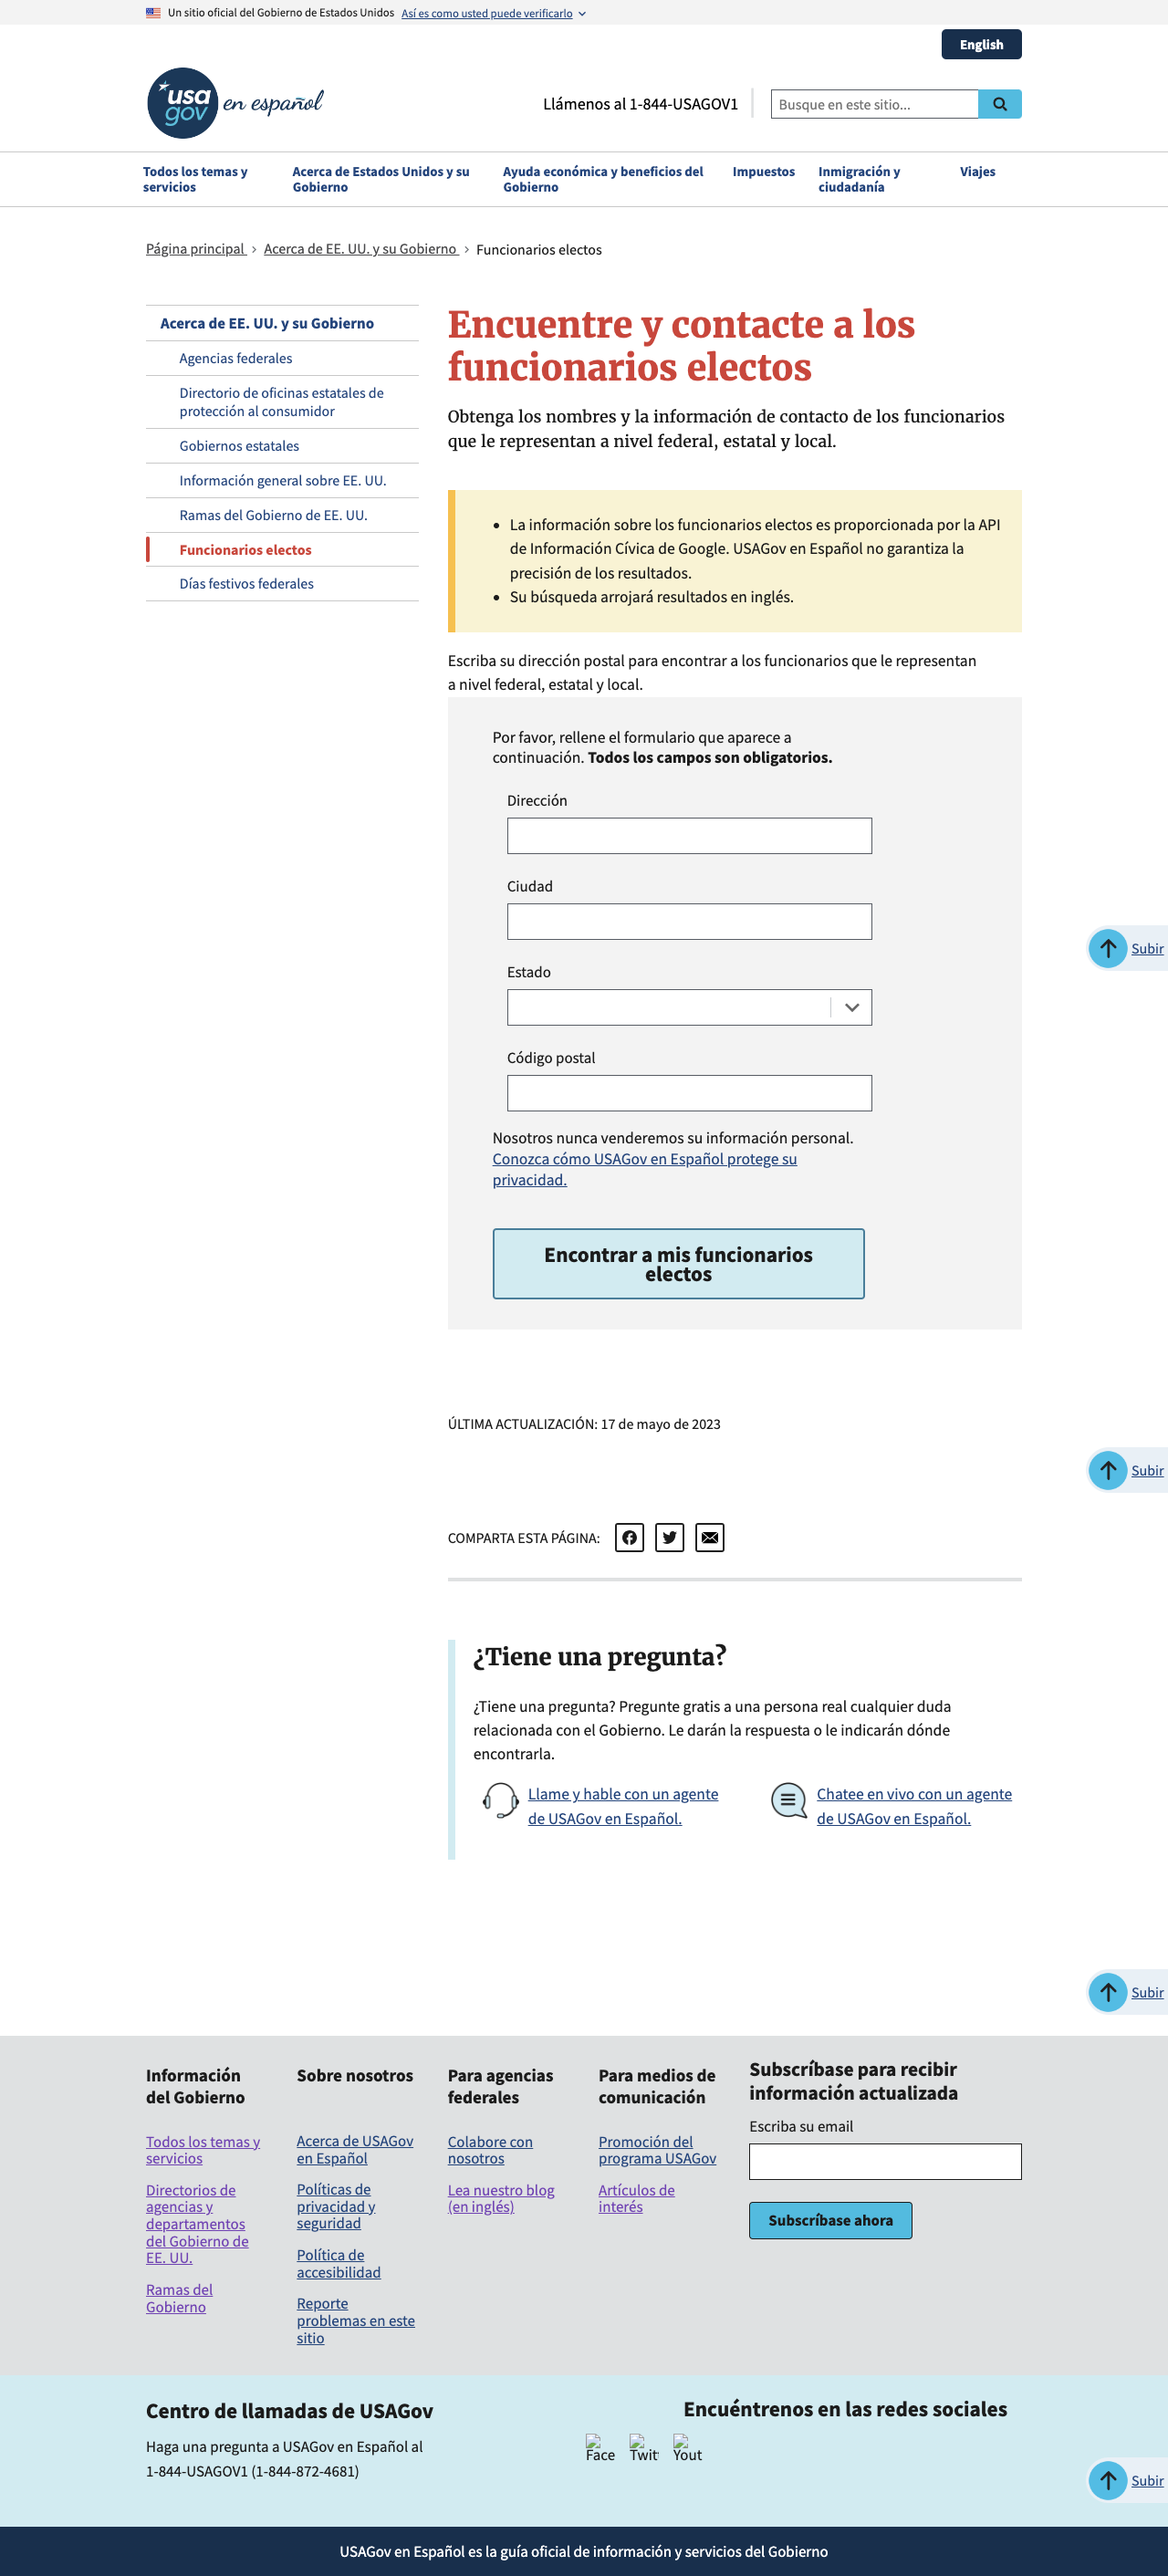 Un sitio oficial del Gobierno de Estados Unidos Así es como usted puede verificarlo
English
usa gov en español
Llámenos al 1-844-USAGOV1
Busque en este sitio...
Todos los temas y servicios
Acerca de Estados Unidos y su Gobierno
Ayuda económica y beneficios del Gobierno
Impuestos
Inmigración y ciudadanía
Viajes
Página principal > Acerca de EE. UU. y su Gobierno > Funcionarios electos
Acerca de EE. UU. y su Gobierno
Agencias federales
Directorio de oficinas estatales de
protección al consumidor
Gobiernos estatales
Información general sobre EE. UU.
Ramas del Gobierno de EE. UU.
Funcionarios electos
Días festivos federales
Encuentre y contacte a los
funcionarios electos
Obtenga los nombres y la información de contacto de los funcionarios
que le representan a nivel federal, estatal y local.
• La información sobre los funcionarios electos es proporcionada por la API
de Información Cívica de Google. USAGov en Español no garantiza la
precisión de los resultados.
• Su búsqueda arrojará resultados en inglés.
Escriba su dirección postal para encontrar a los funcionarios que le representan
a nivel federal, estatal y local.
Por favor, rellene el formulario que aparece a
continuación. Todos los campos son obligatorios.
Dirección
Ciudad
Subir
Estado
Código postal
Nosotros nunca venderemos su información personal.
Conozca cómo USAGov en Español protege su
privacidad.
Encontrar a mis funcionarios
electos
ÚLTIMA ACTUALIZACIÓN: 17 de mayo de 2023
Subir
COMPARTA ESTA PÁGINA:
¿Tiene una pregunta?
¿Tiene una pregunta? Pregunte gratis a una persona real cualquier duda
relacionada con el Gobierno. Le darán la respuesta o le indicarán dónde
encontrarla.
Llame y hable con un agente
de USAGov en Español.
Chatee en vivo con un agente
de USAGov en Español.
Subir
Información
del Gobierno
Todos los temas y
servicios
Directorios de
agencias y
departamentos
del Gobierno de
EE. UU.
Ramas del
Gobierno
Sobre nosotros
Acerca de USAGov
en Español
Políticas de
privacidad y
seguridad
Política de
accesibilidad
Reporte
problemas en este
sitio
Para agencias
federales
Colabore con
nosotros
Lea nuestro blog
(en inglés)
Para medios de
comunicación
Promoción del
programa USAGov
Artículos de
interés
Subscríbase para recibir
información actualizada
Escriba su email
Subscríbase ahora
Centro de llamadas de USAGov
Haga una pregunta a USAGov en Español al
1-844-USAGOV1 (1-844-872-4681)
Encuéntrenos en las redes sociales
Face Twit Yout
Subir
USAGov en Español es la guía oficial de información y servicios del Gobierno